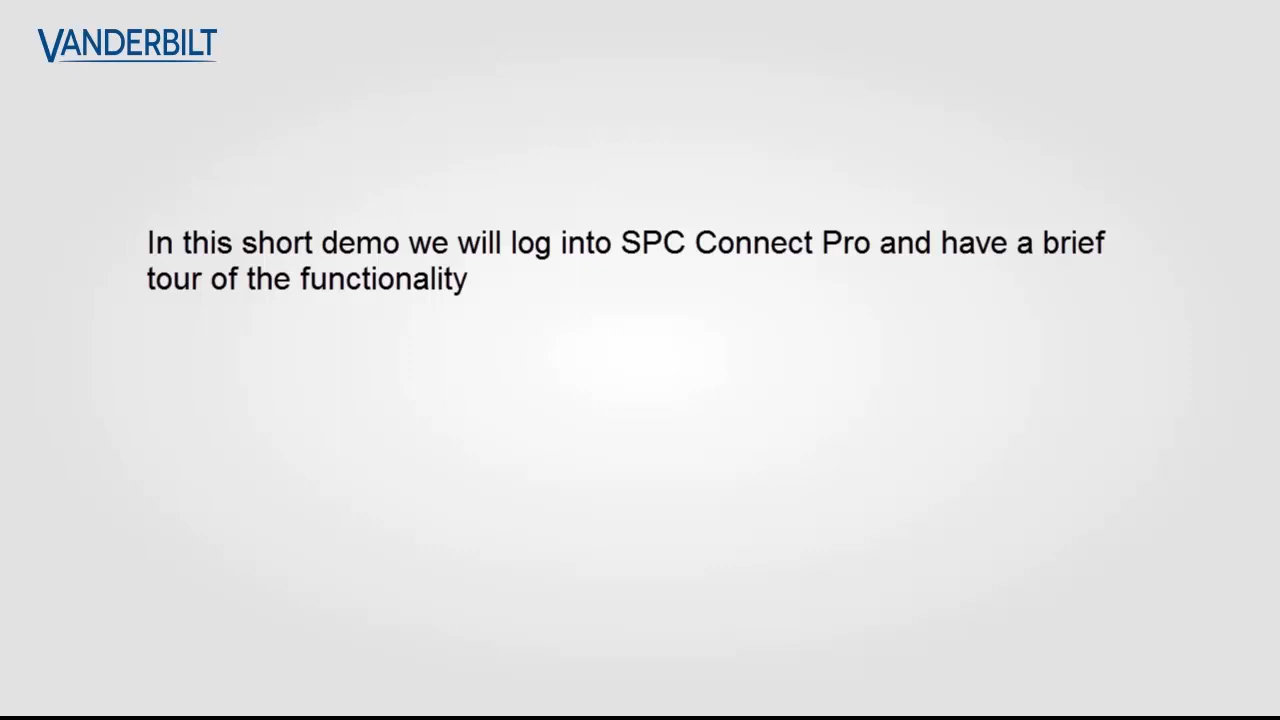 VANDERBILT
In this short demo we will log into SPC Connect Pro and have a brief
tour of the functionality